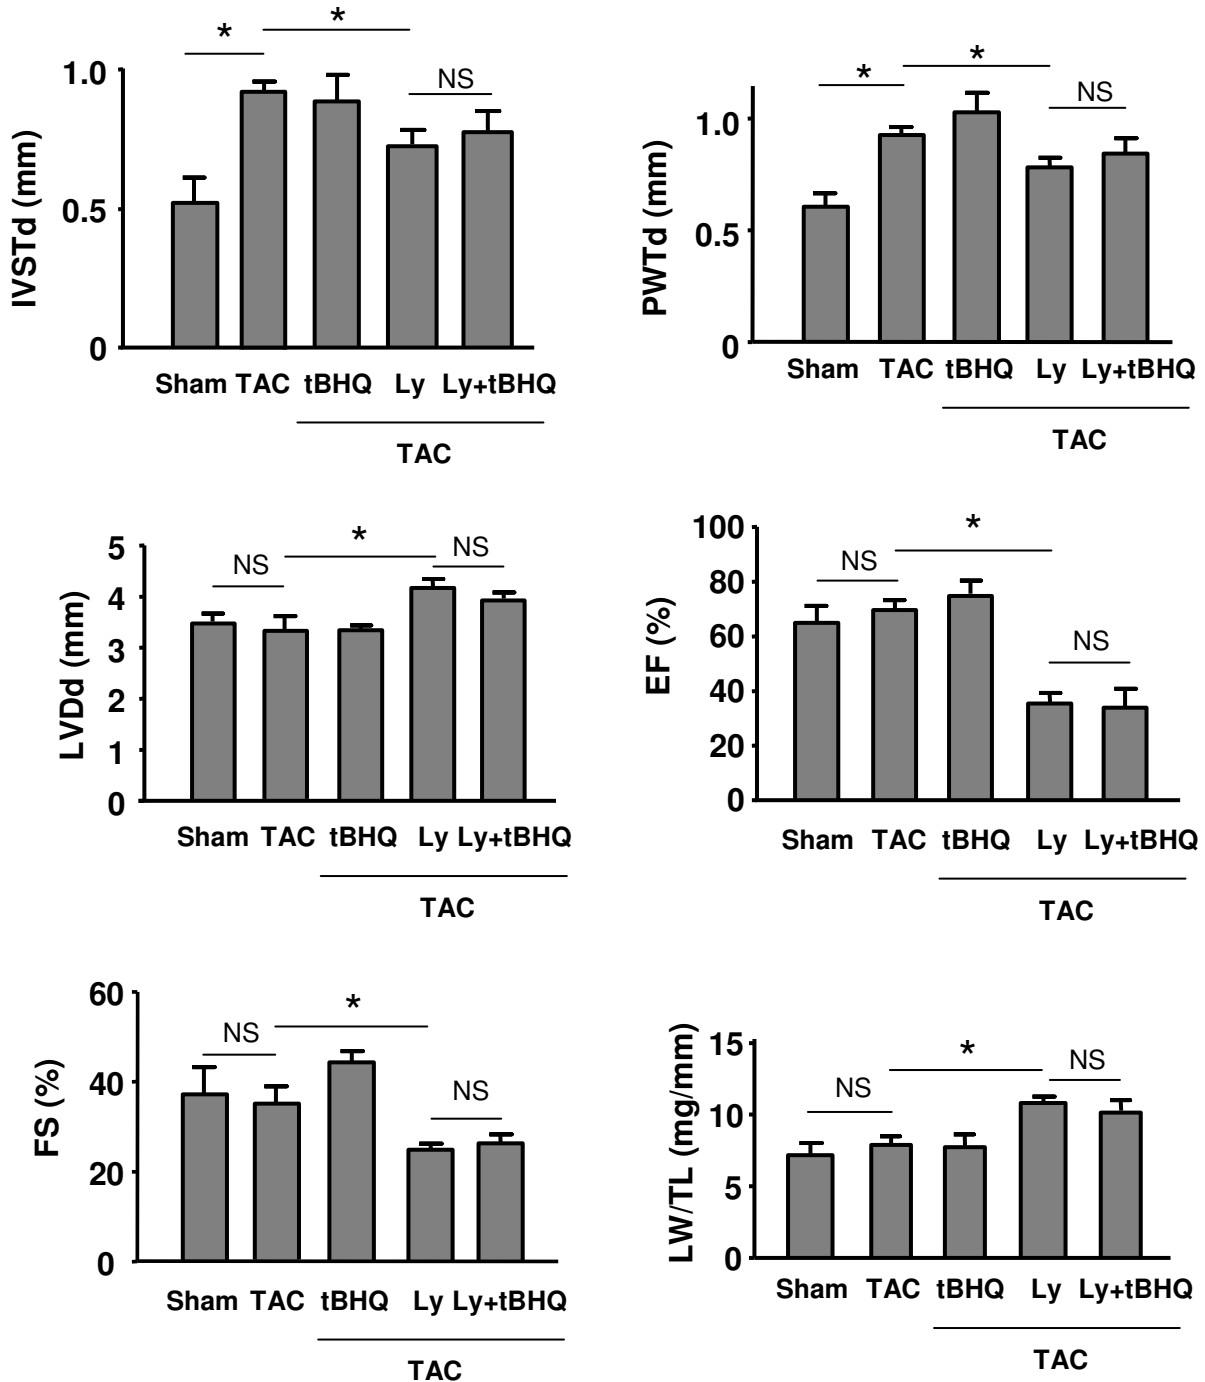 *
*
1.0
NS
0.5
0
IVSTd (mm)
Sham TAC tBHQ Ly Ly+tBHQ
TAC
*
*
NS
1.0
0.5
0
PWTd (mm)
Sham TAC tBHQ Ly Ly+tBHQ
TAC
5
*
NS
NS
4
3
2
1
0
LVDd (mm)
Sham TAC tBHQ Ly Ly+tBHQ
TAC
100
*
NS
80
60
NS
40
20
0
EF (%)
Sham TAC tBHQ Ly Ly+tBHQ
TAC
60
*
NS
40
NS
20
0
FS (%)
Sham TAC tBHQ Ly Ly+tBHQ
TAC
15
*
NS
NS
10
5
0
LW/TL (mg/mm)
Sham TAC tBHQ Ly Ly+tBHQ
TAC